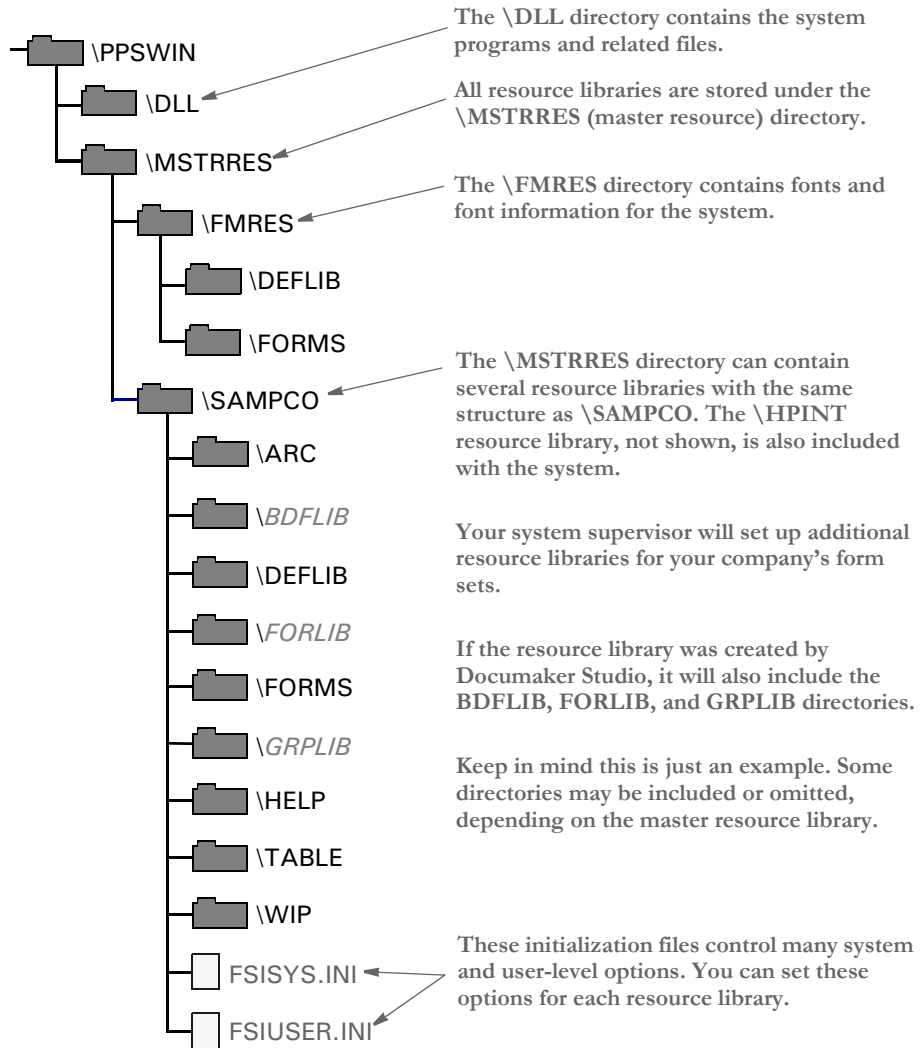 The \DLL directory contains the system
programs and related files.
\PPSWIN
\DLL
All resource libraries are stored under the
\MSTRRES (master resource) directory.
\MSTRRES
The \FMRES directory contains fonts and
font information for the system.
\FMRES
\DEFLIB
\FORMS
The \MSTRRES directory can contain
several resource libraries with the same
structure as \SAMPCO. The \HPINT
resource library, not shown, is also included
with the system.
\SAMPCO
\ARC
\BDFLIB
Your system supervisor will set up additional
resource libraries for your company’s form
sets.
\DEFLIB
\FORLIB
If the resource library was created by
Documaker Studio, it will also include the
BDFLIB, FORLIB, and GRPLIB directories.
\FORMS
\GRPLIB
Keep in mind this is just an example. Some
directories may be included or omitted,
depending on the master resource library.
\HELP
\TABLE
\WIP
These initialization files control many system
and user-level options. You can set these
options for each resource library.
FSISYS.INI
FSIUSER.INI